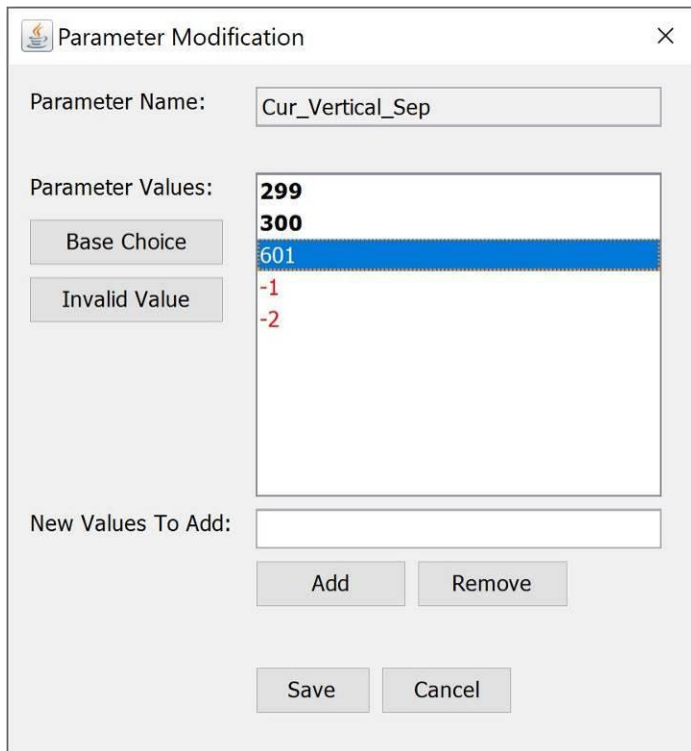 Parameter Modification
Parameter Name:
Cur_Vertical_Sep
Parameter Values:
Base Choice
Invalid Value
299
300
601
-1
-2
New Values To Add:
Add
Remove
Save
Cancel